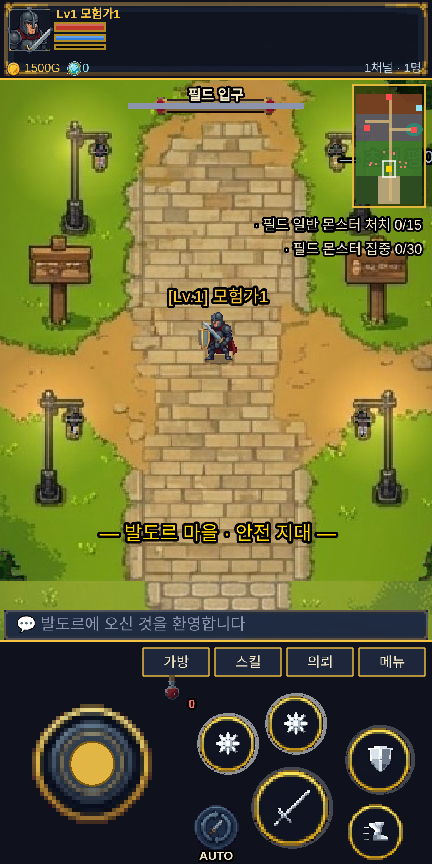 Lv1 모험가1
1500G
0
1채널 · 1명
필드 입구
0
· 필드 일반 몬스터 처치 0/15
· 필드 몬스터 집중 0/30
[Lv.1] 모험가1
— 발도르 마을 · 안전 지대 —
💬 발도르에 오신 것을 환영합니다
가방
스킬
의뢰
메뉴
0
AUTO